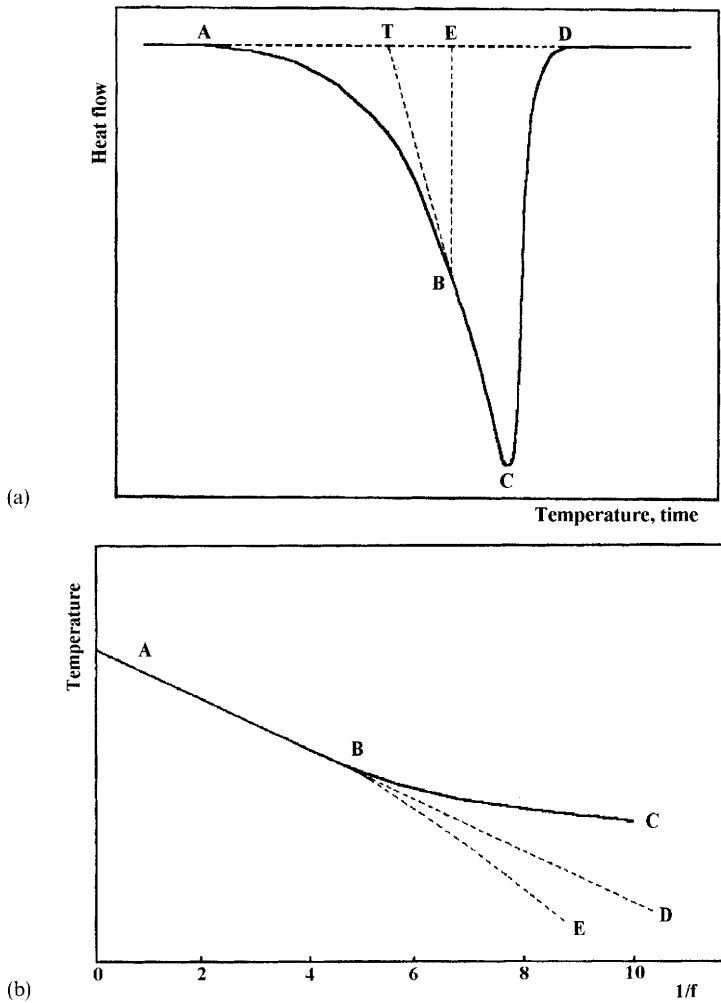 A T E D
Heat flow
B
C
(a)
Temperature, time
Temperature
A
B
C
D
E
0 2 4 6 8 10
1/f
(b)